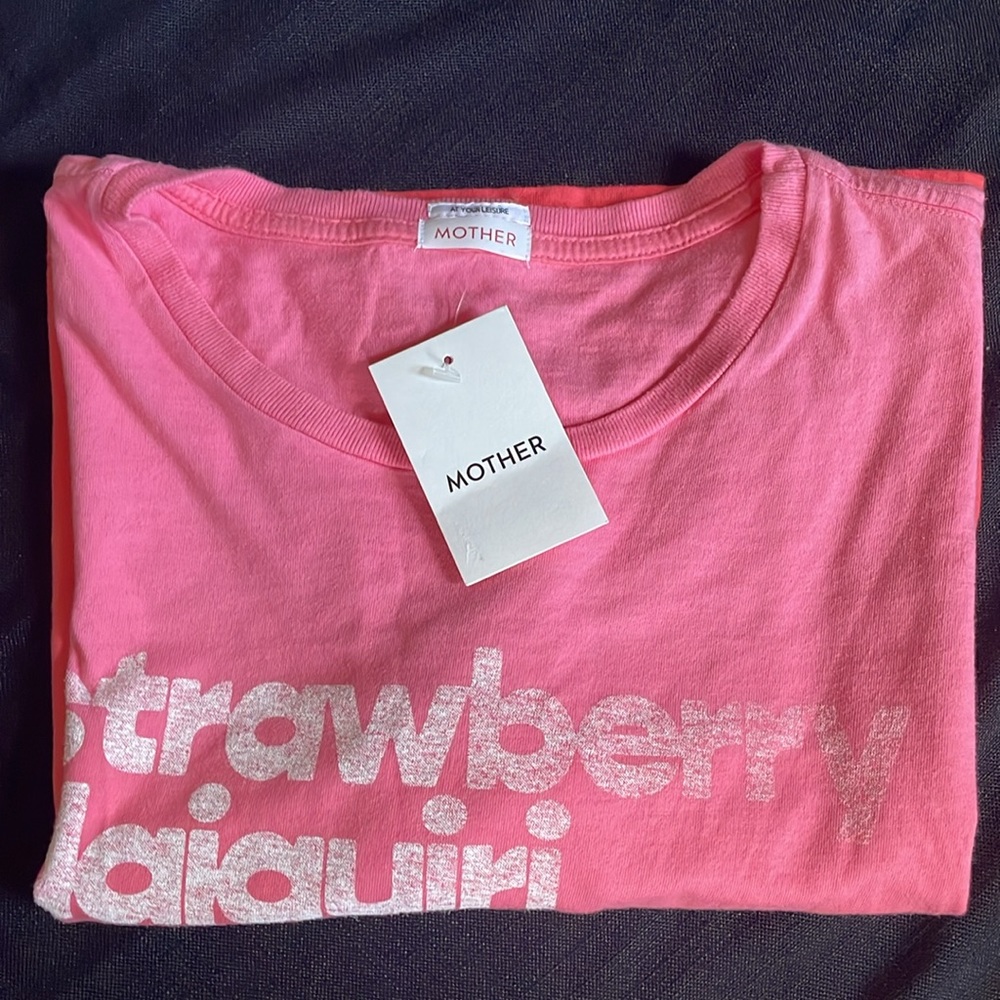 AT YOUR LEISURE
MOTHER
MOTHER
strawberry
daiquiri